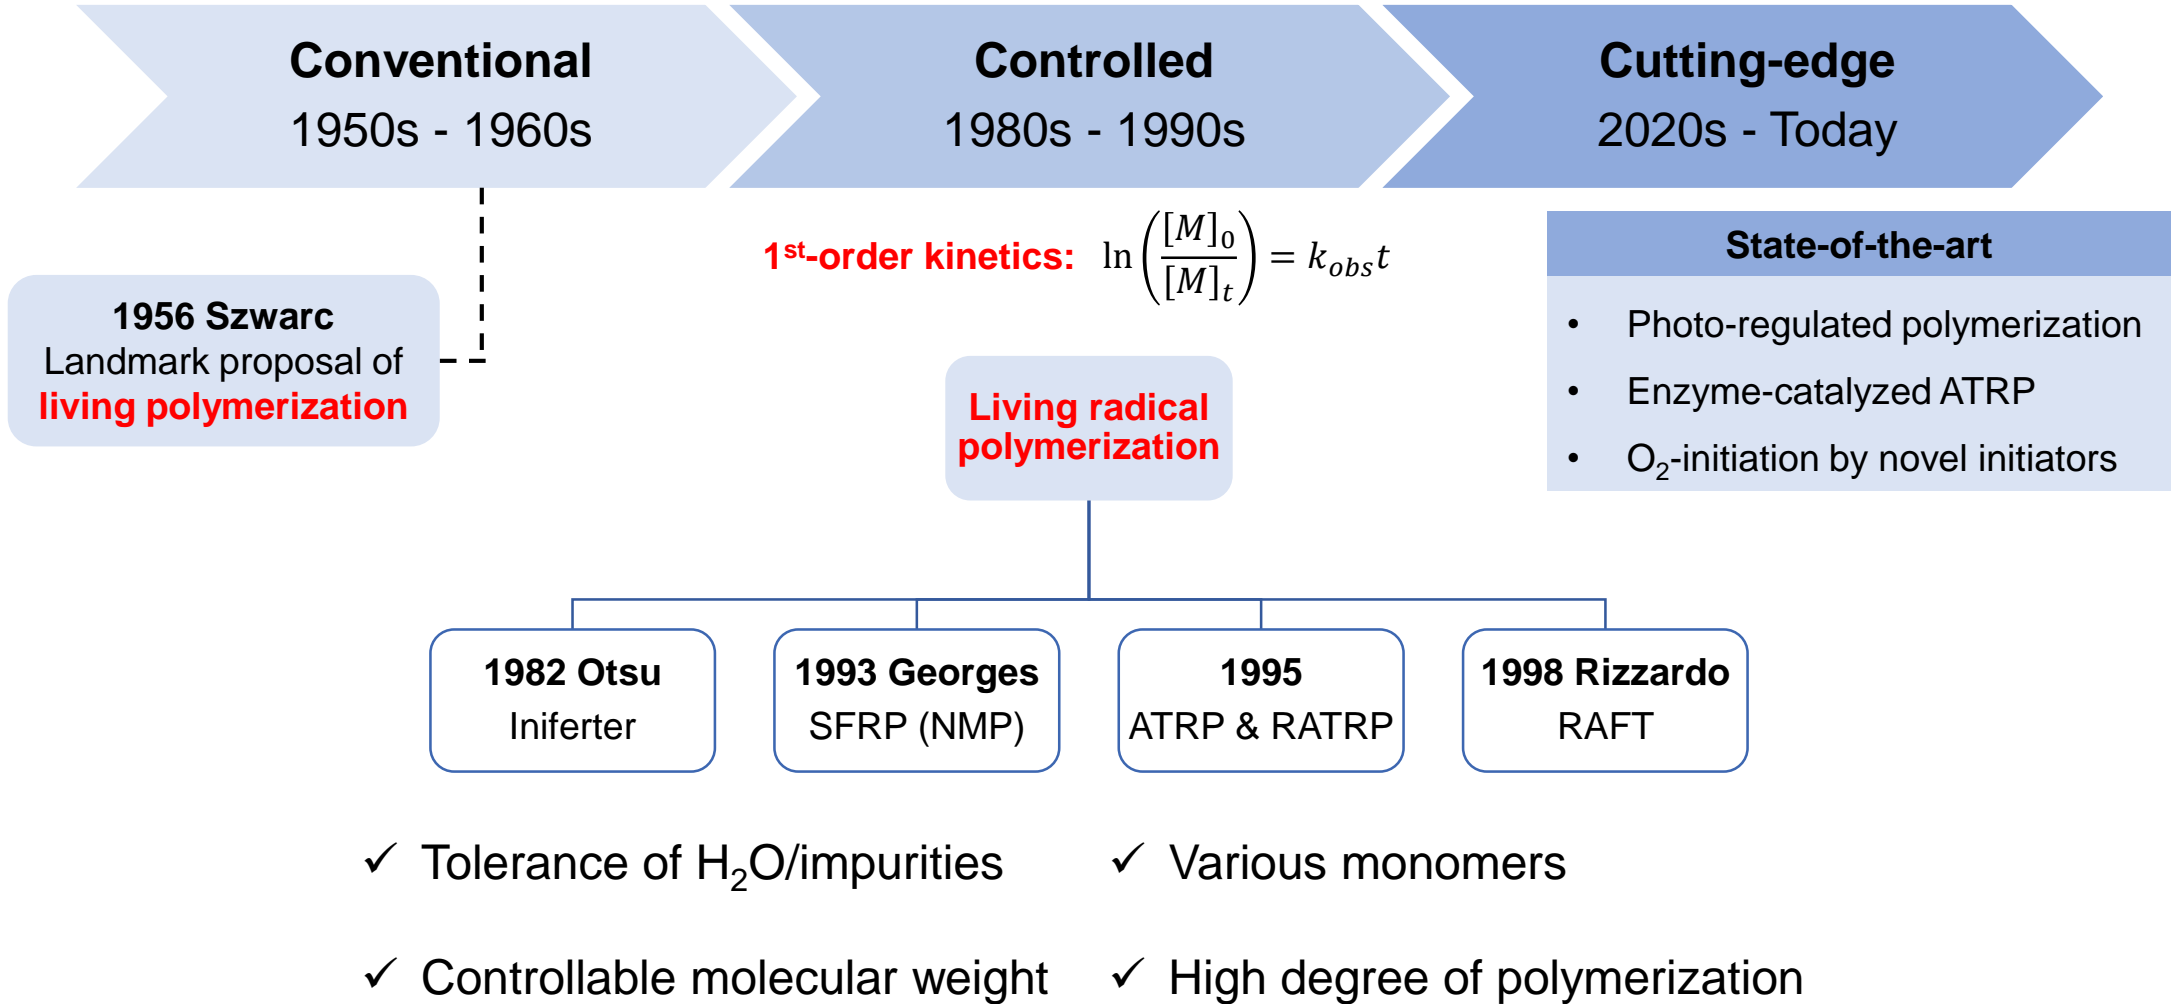 Conventional
1950s - 1960s
Controlled
1980s - 1990s
Cutting-edge
2020s - Today
1956 Szwarc
Landmark proposal of
living polymerization
1st-order kinetics: ln([M]0/[M]t) = kobs t
Living radical
polymerization
State-of-the-art
• Photo-regulated polymerization
• Enzyme-catalyzed ATRP
• O₂-initiation by novel initiators
1982 Otsu
Iniferter
1993 Georges
SFRP (NMP)
1995
ATRP & RATRP
1998 Rizzardo
RAFT
✓ Tolerance of H₂O/impurities
✓ Various monomers
✓ Controllable molecular weight
✓ High degree of polymerization